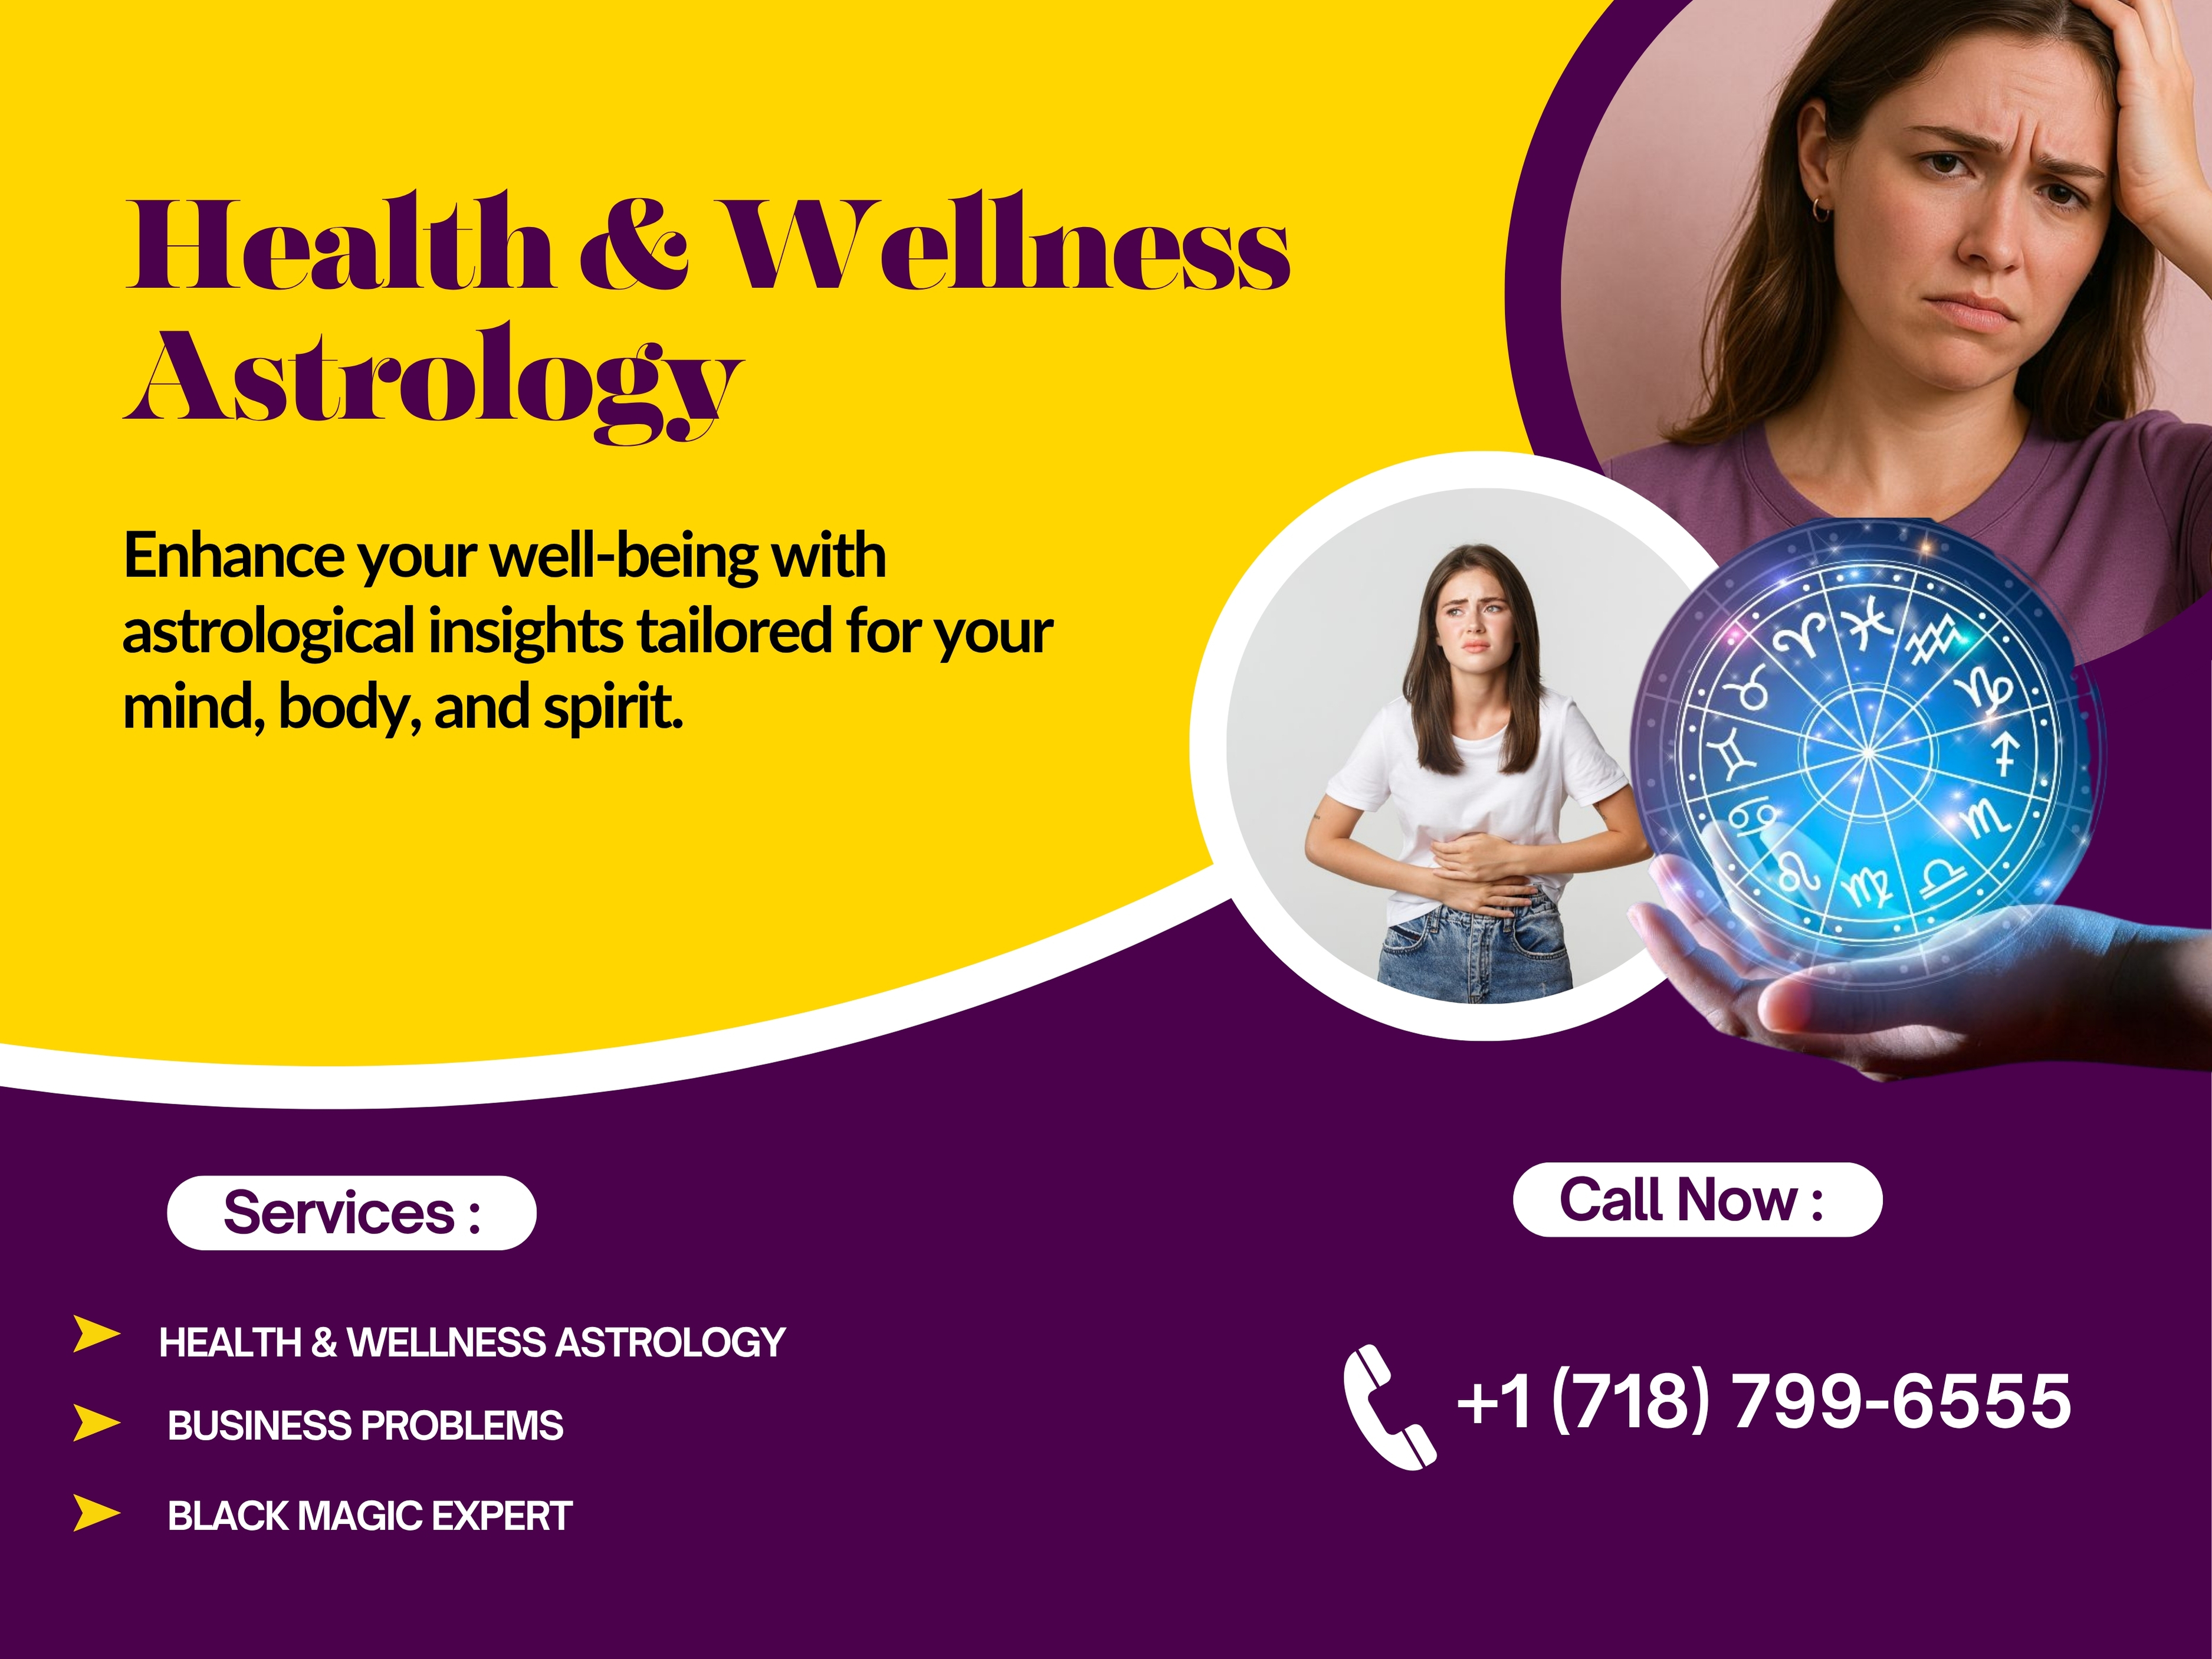 Health & Wellness
Astrology
Enhance your well-being with
astrological insights tailored for your
mind, body, and spirit.
Services :
HEALTH & WELLNESS ASTROLOGY
BUSINESS PROBLEMS
BLACK MAGIC EXPERT
Call Now :
+1 (718) 799-6555